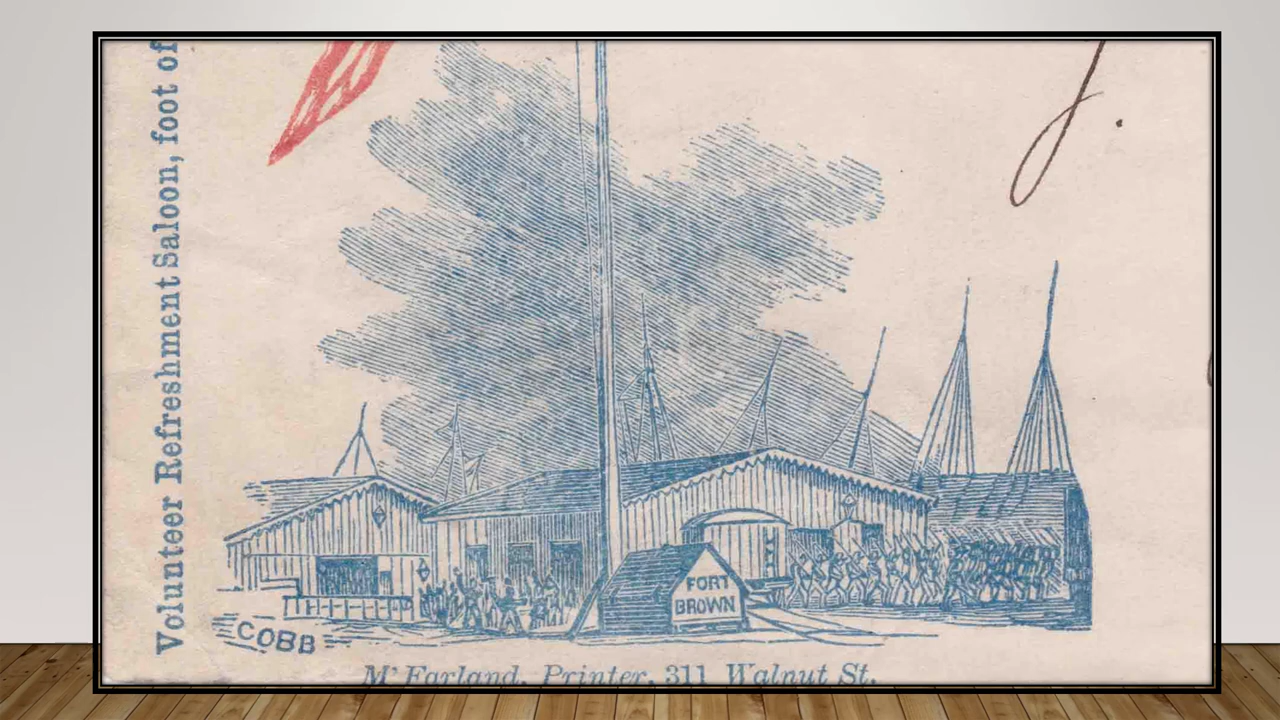 Volunteer Refreshment Saloon, foot of
J.
FORT
BROWN
COBB
M'Farland, Printer, 311 Walnut St.